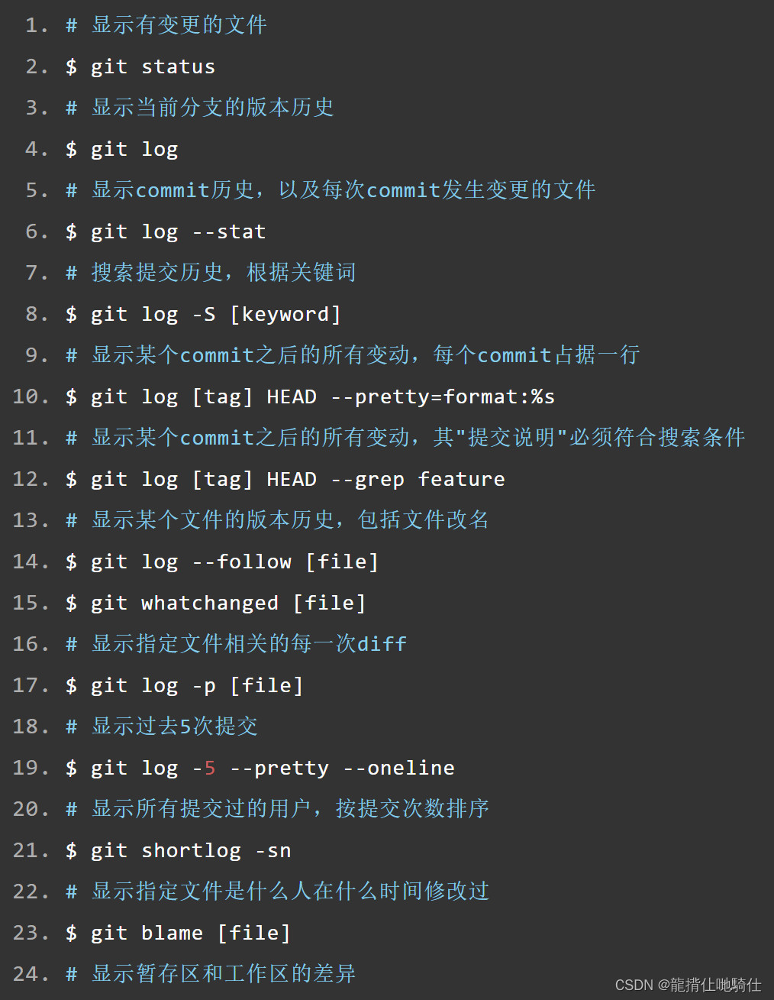 1. # 显示有变更的文件
2. $ git status
3. # 显示当前分支的版本历史
4. $ git log
5. # 显示commit历史，以及每次commit发生变更的文件
6. $ git log --stat
7. # 搜索提交历史，根据关键词
8. $ git log -S [keyword]
9. # 显示某个commit之后的所有变动，每个commit占据一行
10. $ git log [tag] HEAD --pretty=format:%s
11. # 显示某个commit之后的所有变动，其"提交说明"必须符合搜索条件
12. $ git log [tag] HEAD --grep feature
13. # 显示某个文件的版本历史，包括文件改名
14. $ git log --follow [file]
15. $ git whatchanged [file]
16. # 显示指定文件相关的每一次diff
17. $ git log -p [file]
18. # 显示过去5次提交
19. $ git log -5 --pretty --oneline
20. # 显示所有提交过的用户，按提交次数排序
21. $ git shortlog -sn
22. # 显示指定文件是什么人在什么时间修改过
23. $ git blame [file]
24. # 显示暂存区和工作区的差异
CSDN @龍揹仩哋騎仕